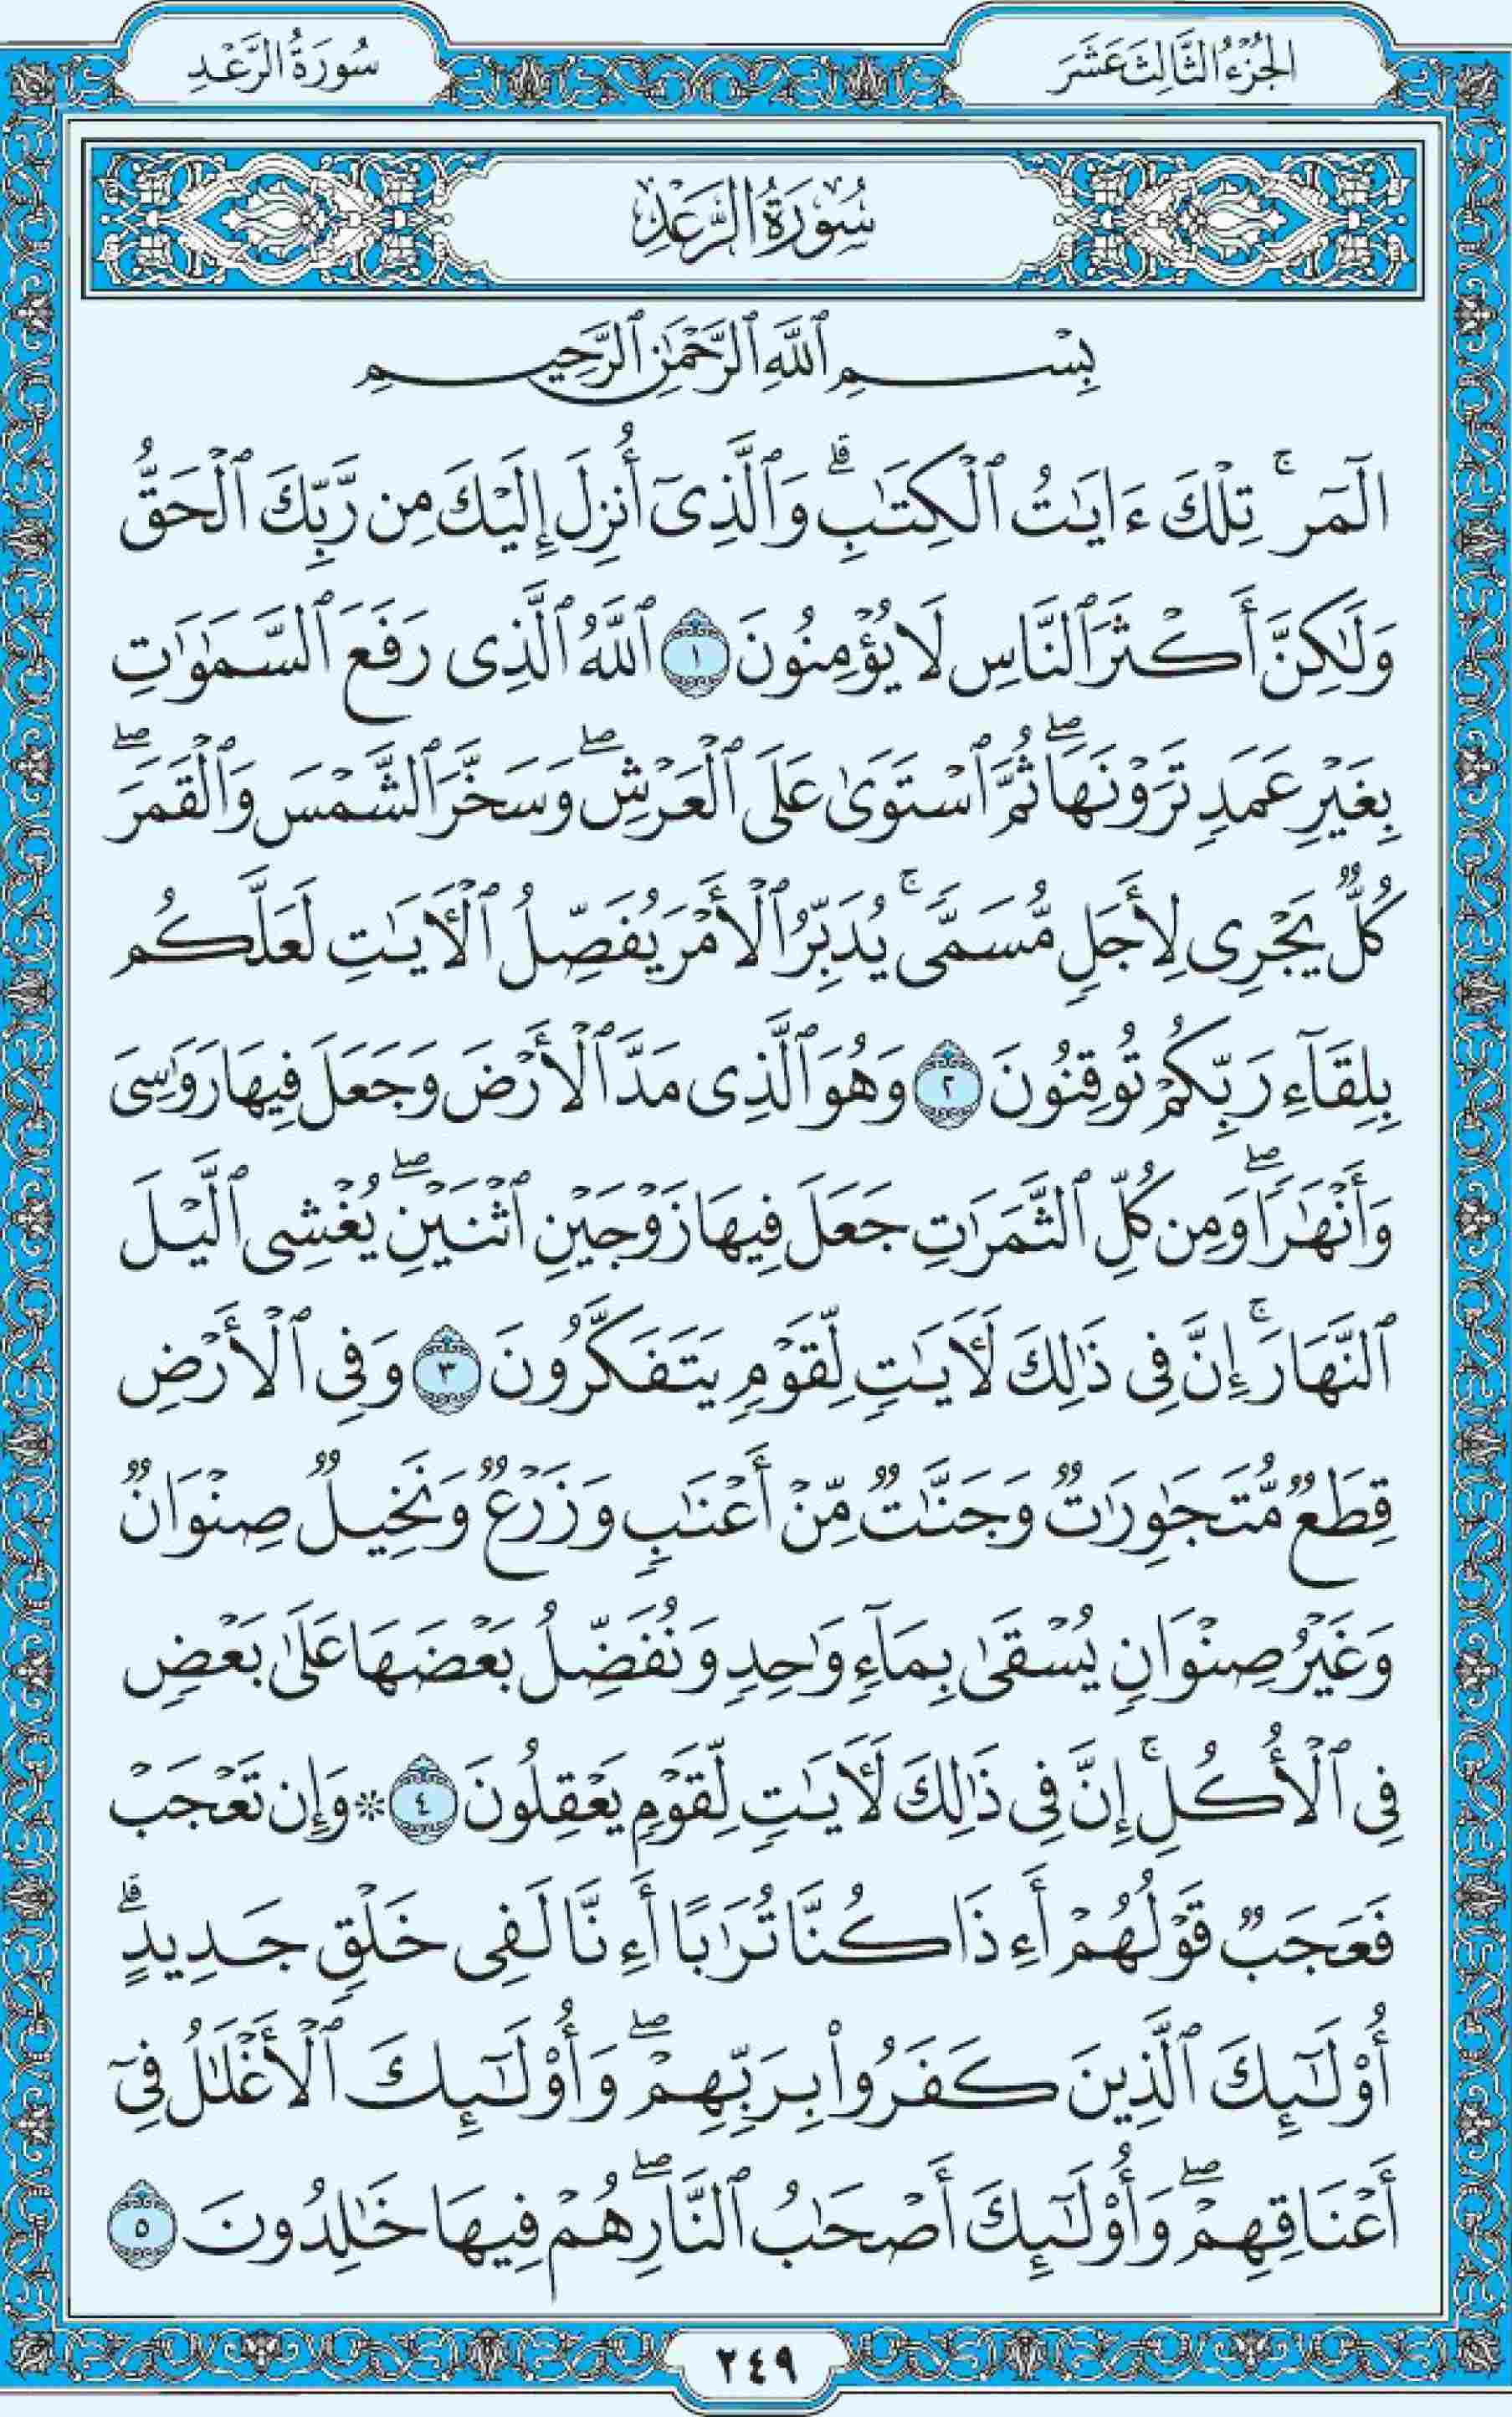 الجُزْءُ الثَّالِثَ عَشَرَ
سُورَةُ الرَّعْدِ
سُورَةُ الرَّعْدِ
بِسْمِ ٱللَّهِ ٱلرَّحْمَٰنِ ٱلرَّحِيمِ
الٓمٓر ۚ تِلْكَ ءَايَٰتُ ٱلْكِتَٰبِ ۗ وَٱلَّذِىٓ أُنزِلَ إِلَيْكَ مِن رَّبِّكَ ٱلْحَقُّ
وَلَٰكِنَّ أَكْثَرَ ٱلنَّاسِ لَا يُؤْمِنُونَ ١ ٱللَّهُ ٱلَّذِى رَفَعَ ٱلسَّمَٰوَٰتِ
بِغَيْرِ عَمَدٍ تَرَوْنَهَا ۖ ثُمَّ ٱسْتَوَىٰ عَلَى ٱلْعَرْشِ ۖ وَسَخَّرَ ٱلشَّمْسَ وَٱلْقَمَرَ ۖ
كُلٌّ يَجْرِى لِأَجَلٍ مُّسَمًّى ۚ يُدَبِّرُ ٱلْأَمْرَ يُفَصِّلُ ٱلْءَايَٰتِ لَعَلَّكُم
بِلِقَآءِ رَبِّكُمْ تُوقِنُونَ ٢ وَهُوَ ٱلَّذِى مَدَّ ٱلْأَرْضَ وَجَعَلَ فِيهَا رَوَٰسِىَ
وَأَنْهَٰرًا ۖ وَمِن كُلِّ ٱلثَّمَرَٰتِ جَعَلَ فِيهَا زَوْجَيْنِ ٱثْنَيْنِ ۖ يُغْشِى ٱلَّيْلَ
ٱلنَّهَارَ ۚ إِنَّ فِى ذَٰلِكَ لَءَايَٰتٍ لِّقَوْمٍ يَتَفَكَّرُونَ ٣ وَفِى ٱلْأَرْضِ
قِطَعٌ مُّتَجَٰوِرَٰتٌ وَجَنَّٰتٌ مِّنْ أَعْنَٰبٍ وَزَرْعٌ وَنَخِيلٌ صِنْوَانٌ
وَغَيْرُ صِنْوَانٍ يُسْقَىٰ بِمَآءٍ وَٰحِدٍ وَنُفَضِّلُ بَعْضَهَا عَلَىٰ بَعْضٍ
فِى ٱلْأُكُلِ ۚ إِنَّ فِى ذَٰلِكَ لَءَايَٰتٍ لِّقَوْمٍ يَعْقِلُونَ ٤ ۞ وَإِن تَعْجَبْ
فَعَجَبٌ قَوْلُهُمْ أَءِذَا كُنَّا تُرَٰبًا أَءِنَّا لَفِى خَلْقٍ جَدِيدٍ ۗ
أُو۟لَٰٓئِكَ ٱلَّذِينَ كَفَرُوا۟ بِرَبِّهِمْ ۖ وَأُو۟لَٰٓئِكَ ٱلْأَغْلَٰلُ فِىٓ
أَعْنَاقِهِمْ ۖ وَأُو۟لَٰٓئِكَ أَصْحَٰبُ ٱلنَّارِ ۖ هُمْ فِيهَا خَٰلِدُونَ ٥
٢٤٩